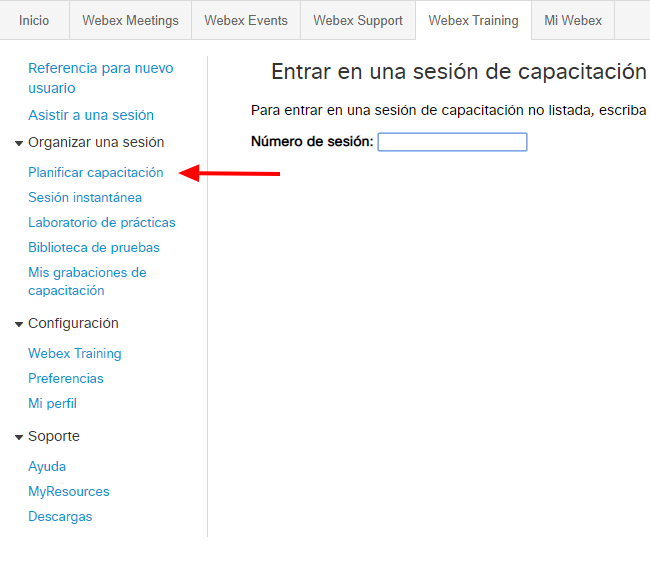 Inicio Webex Meetings Webex Events Webex Support Webex Training Mi Webex
Referencia para nuevo
usuario
Asistir a una sesión
Organizar una sesión
Planificar capacitación
Sesión instantánea
Laboratorio de prácticas
Biblioteca de pruebas
Mis grabaciones de
capacitación
Configuración
Webex Training
Preferencias
Mi perfil
Soporte
Ayuda
MyResources
Descargas
Entrar en una sesión de capacitación
Para entrar en una sesión de capacitación no listada, escriba
Número de sesión: